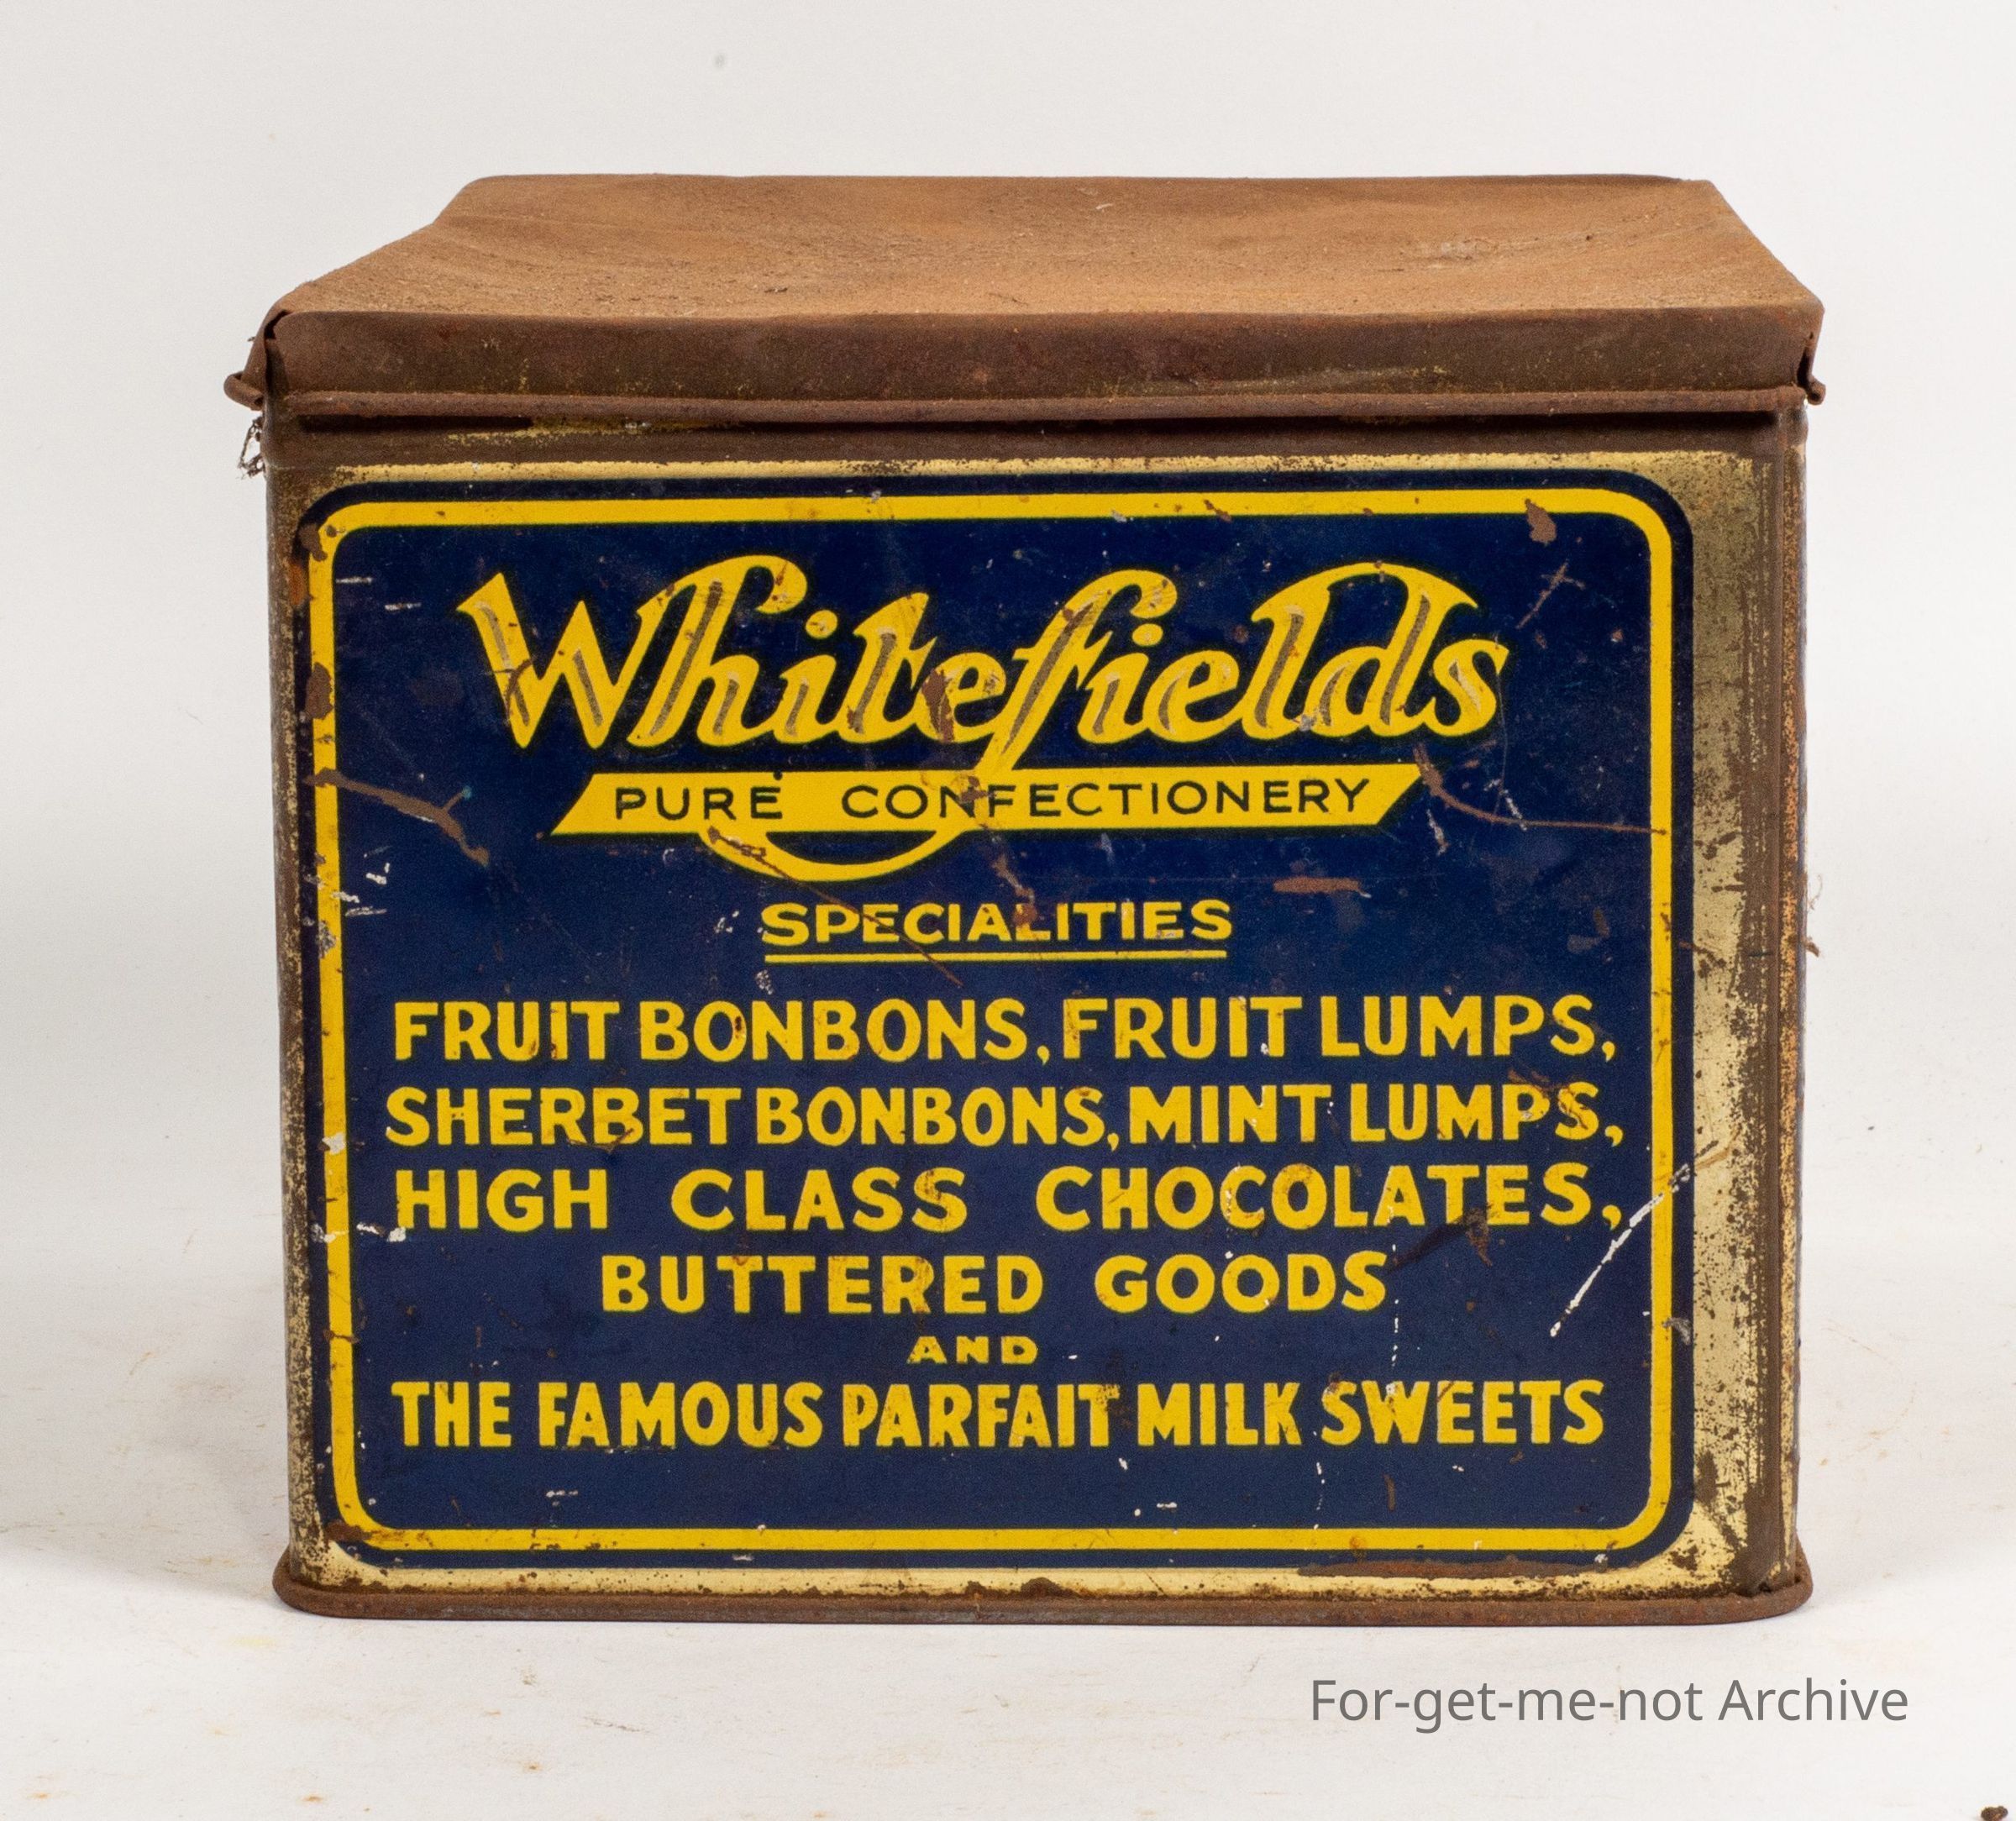 Whitefields
PURE CONFECTIONERY
SPECIALITIES
FRUIT BONBONS, FRUIT LUMPS,
SHERBET BONBONS, MINT LUMPS,
HIGH CLASS CHOCOLATES,
BUTTERED GOODS
AND
THE FAMOUS PARFAIT MILK SWEETS
For-get-me-not Archive